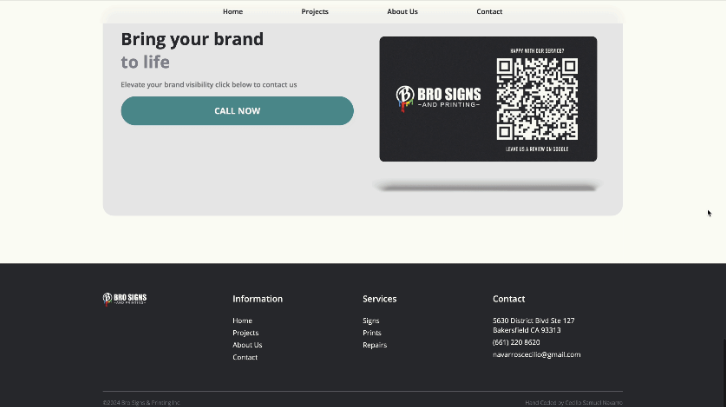 Home
Projects
About Us
Contact
Bring your brand
to life
Elevate your brand visibility click below to contact us
CALL NOW
HAPPY WITH OUR SERVICE?
B BRO SIGNS
-AND PRINTING-
LEAVE US A REVIEW ON GOOGLE
BRO SIGNS
AND PRINTING
Information
Home
Projects
About Us
Contact
Services
Signs
Prints
Repairs
Contact
5630 District Blvd Ste 127
Bakersfield CA 93313
(661) 220 8620
navarroscecilio@gmail.com
©2024 Bro Signs & Printing Inc
Hand Coded by Cecilio Samuel Navarro